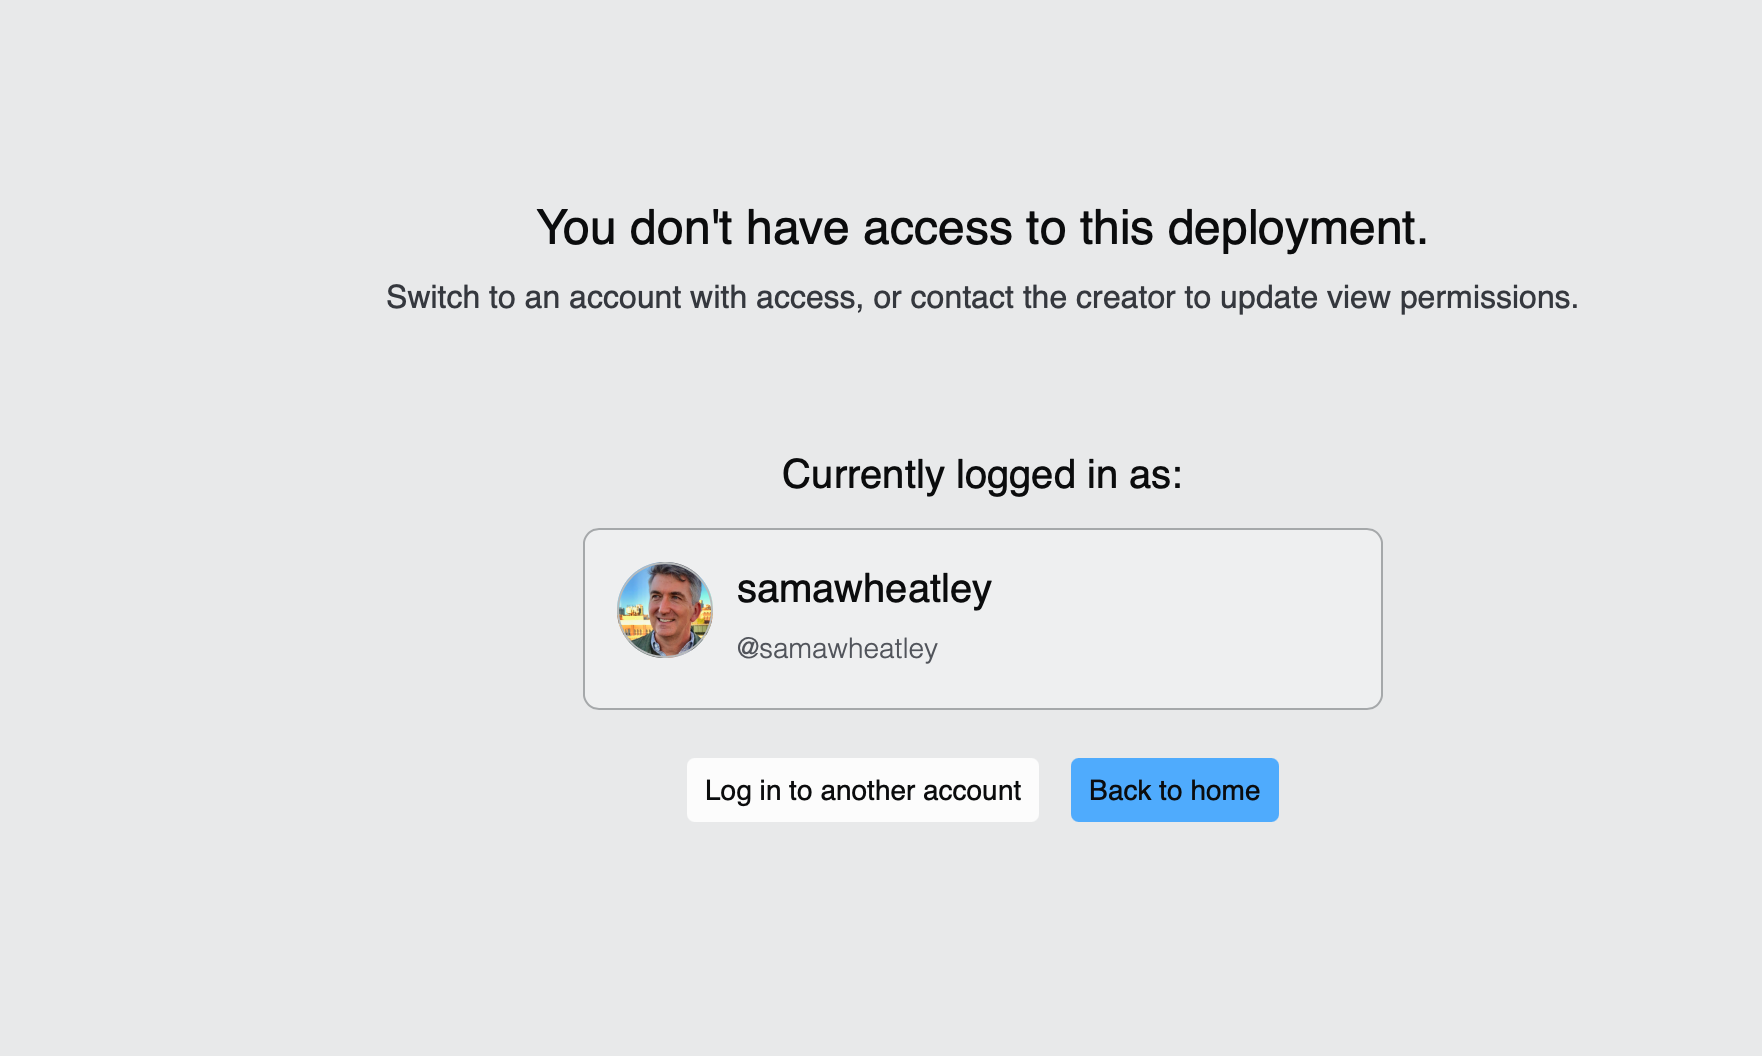 You don't have access to this deployment.
Switch to an account with access, or contact the creator to update view permissions.
Currently logged in as:
samawheatley
@samawheatley
Log in to another account
Back to home